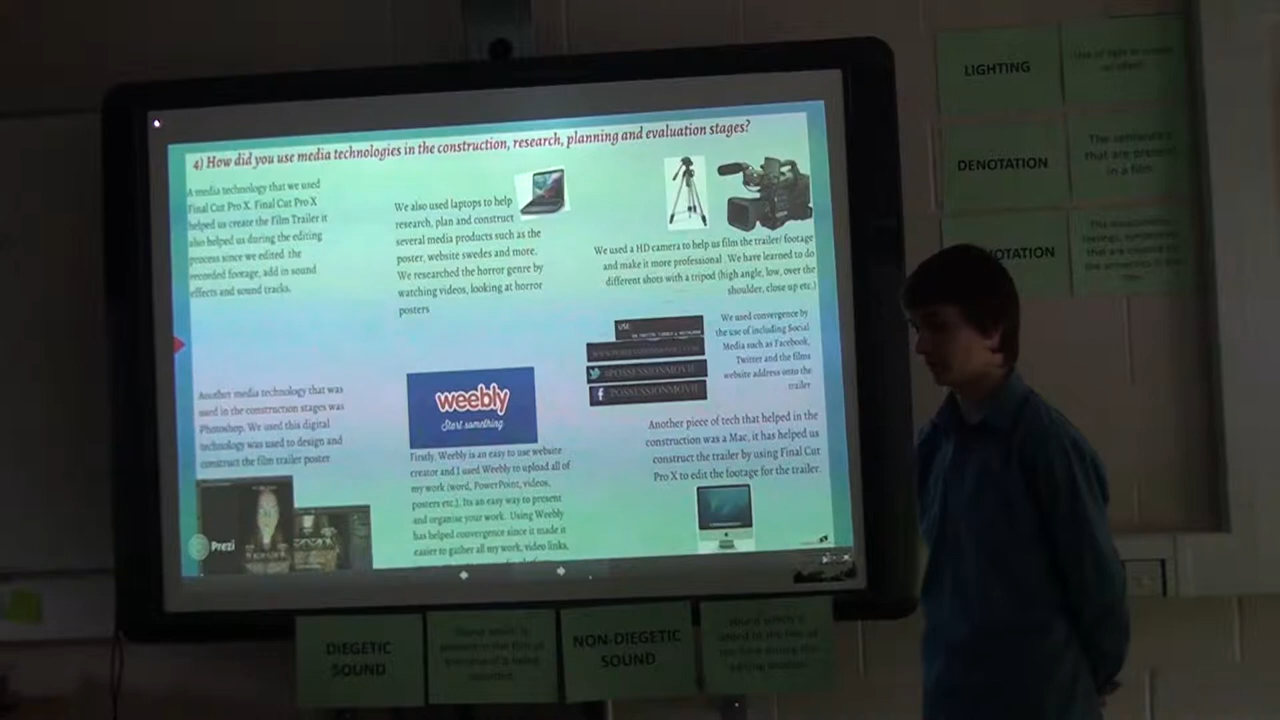 4) How did you use media technologies in the construction, research, planning and evaluation stages?
A media technology that we used
Final Cut Pro X. Final Cut Pro X
helped us create the Film Trailer it
also helped us during the editing
process since we edited the
recorded footage, add in sound
effects and sound tracks.
We also used laptops to help
research, plan and construct
several media products such as the
poster, website swedes and more.
We researched the horror genre by
watching videos, looking at horror
posters
We used a HD camera to help us film the trailer/ footage
and make it more professional . We have learned to do
different shots with a tripod (high angle, low, over the
shoulder, close up etc.)
USE:
#POSSESSIONMOVIE
POSSESSIONMOVIE
We used convergence by
the use of including Social
Media such as Facebook,
Twitter and the films
website address onto the
trailer
Another media technology that was
used in the construction stages was
Photoshop. We used this digital
technology was used to design and
construct the film trailer poster
Prezi
weebly
Start something
Firstly, Weebly is an easy to use website
creator and I used Weebly to upload all of
my work (word, PowerPoint, videos,
posters etc.). Its an easy way to present
and organise your work. Using Weebly
has helped convergence since it made it
easier to gather all my work, video links,
Another piece of tech that helped in the
construction was a Mac, it has helped us
construct the trailer by using Final Cut
Pro X to edit the footage for the trailer.
LIGHTING
DENOTATION
The
that are present
in a film
DIEGETIC
SOUND
NON-DIEGETIC
SOUND